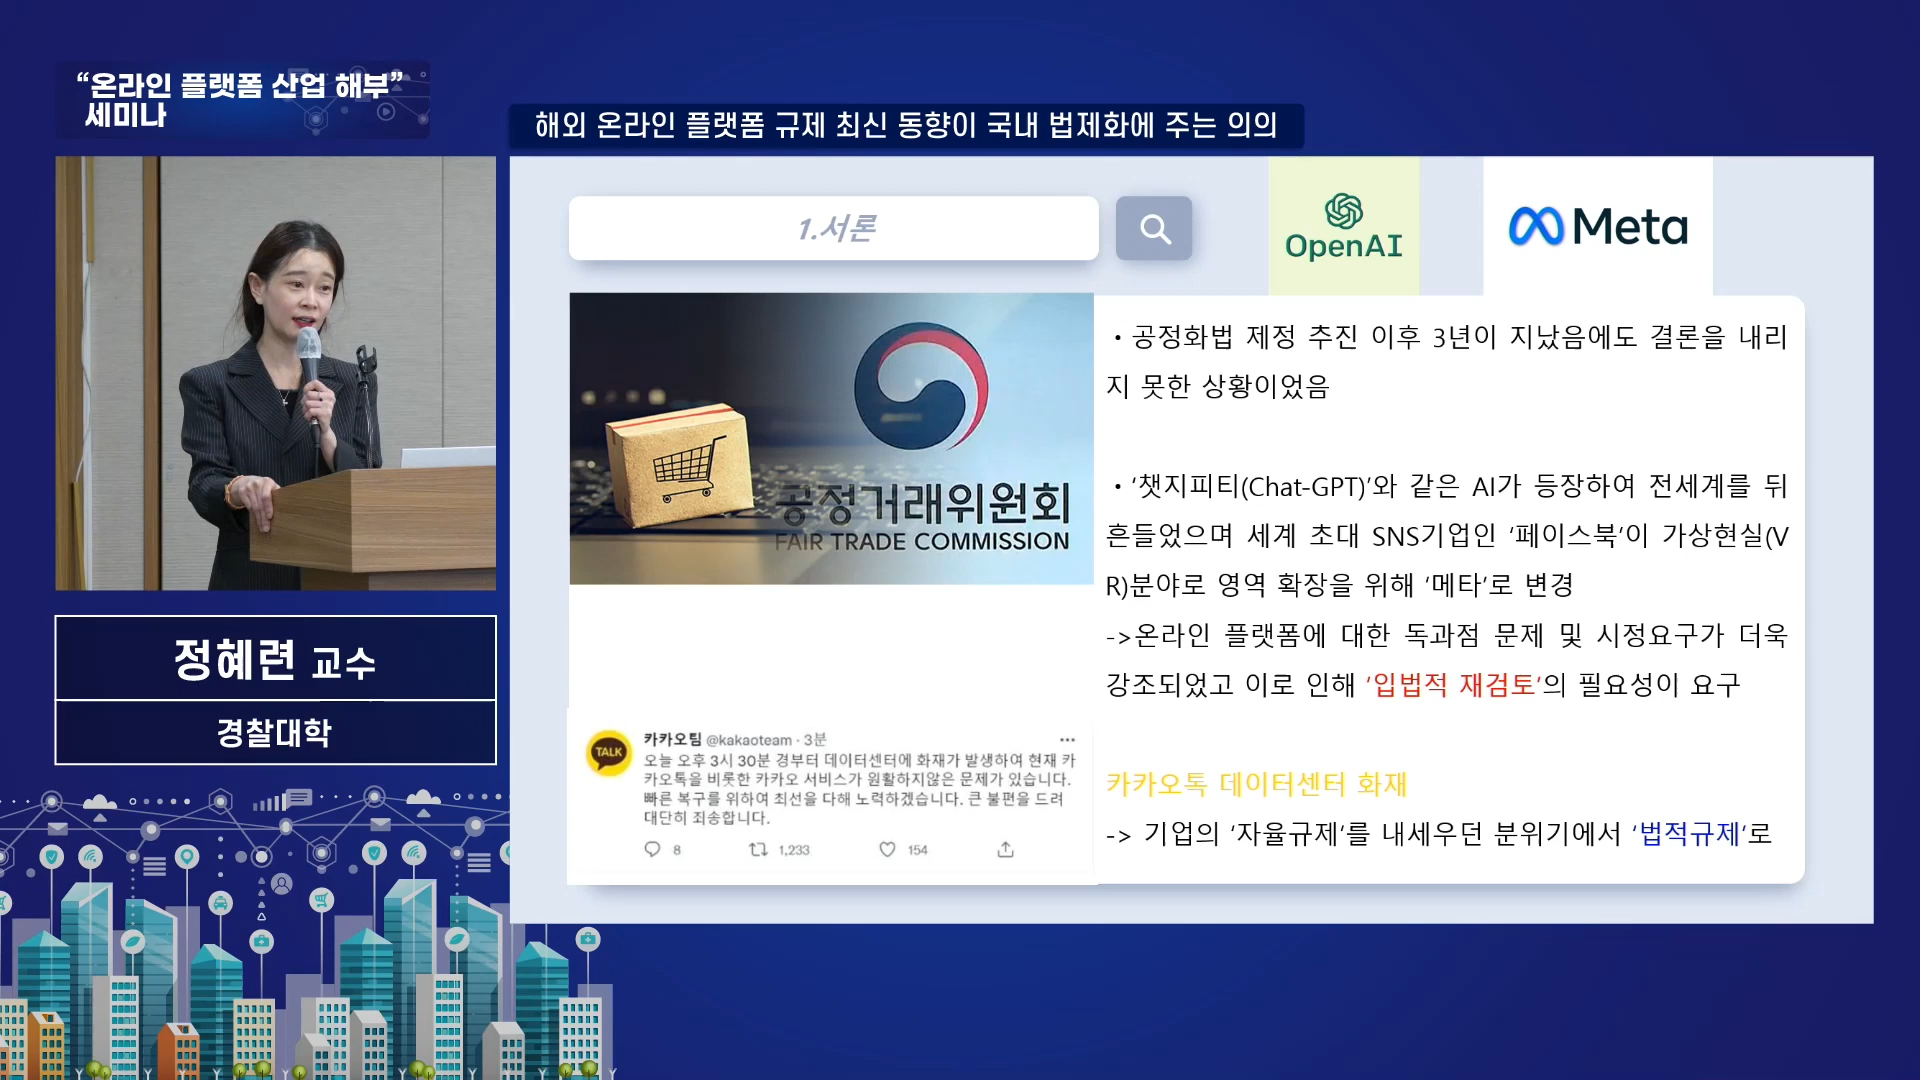 “온라인 플랫폼 산업 해부”
세미나
해외 온라인 플랫폼 규제 최신 동향이 국내 법제화에 주는 의의
1.서론
OpenAI
Meta
공정거래위원회
FAIR TRADE COMMISSION
・공정화법 제정 추진 이후 3년이 지났음에도 결론을 내리
지 못한 상황이었음
・‘챗지피티(Chat-GPT)’와 같은 AI가 등장하여 전세계를 뒤
흔들었으며 세계 초대 SNS기업인 ‘페이스북’이 가상현실(V
R)분야로 영역 확장을 위해 ‘메타’로 변경
->온라인 플랫폼에 대한 독과점 문제 및 시정요구가 더욱
강조되었고 이로 인해 ‘입법적 재검토’의 필요성이 요구
카카오톡 데이터센터 화재
-> 기업의 ‘자율규제’를 내세우던 분위기에서 ‘법적규제’로
TALK
카카오팀 @kakaoteam · 3분
오늘 오후 3시 30분 경부터 데이터센터에 화재가 발생하여 현재 카
카오톡을 비롯한 카카오 서비스가 원활하지않은 문제가 있습니다.
빠른 복구를 위하여 최선을 다해 노력하겠습니다. 큰 불편을 드려
대단히 죄송합니다.
8 1,233 154
정혜련 교수
경찰대학